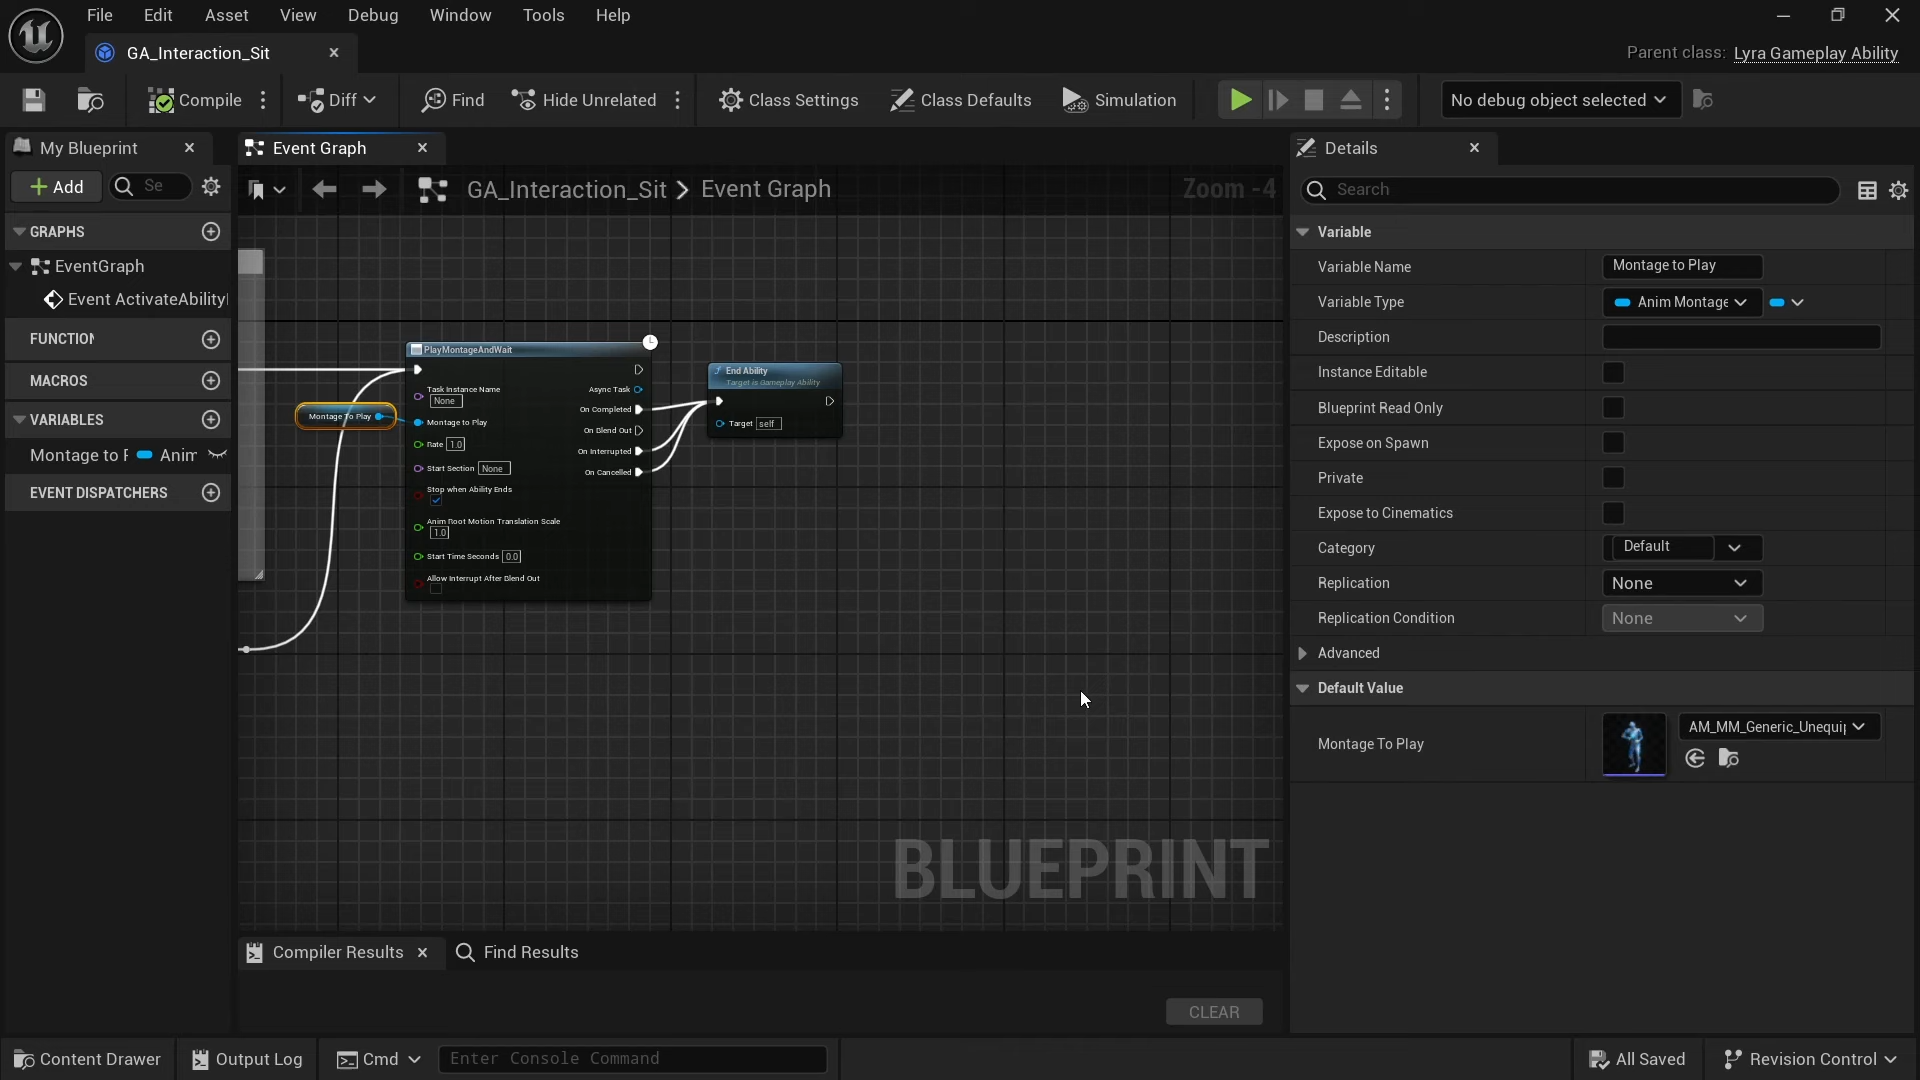 File Edit Asset View Debug Window Tools Help
GA_Interaction_Sit
Parent class: Lyra Gameplay Ability
Compile Diff Find Hide Unrelated Class Settings Class Defaults Simulation No debug object selected
My Blueprint
Event Graph
Details
Add
Se
GA_Interaction_Sit > Event Graph
Zoom -4
Search
GRAPHS
EventGraph
Event ActivateAbility
FUNCTION
MACROS
VARIABLES
Montage to Anim
EVENT DISPATCHERS
Montage To Play
PlayMontageAndWait
Task Instance Name
None
Async Task
On Completed
Montage to Play
On Blend Out
Rate 1.0
On Interrupted
Start Section None
On Cancelled
Stop when Ability Ends
Anim Root Motion Translation Scale
1.0
Start Time Seconds 0.0
Allow Interrupt After Blend Out
End Ability
Target is Gameplay Ability
Target self
BLUEPRINT
Variable
Variable Name Montage to Play
Variable Type Anim Montage
Description
Instance Editable
Blueprint Read Only
Expose on Spawn
Private
Expose to Cinematics
Category Default
Replication None
Replication Condition None
Advanced
Default Value
Montage To Play AM_MM_Generic_Unequip
Compiler Results
Find Results
CLEAR
Content Drawer Output Log Cmd Enter Console Command All Saved Revision Control